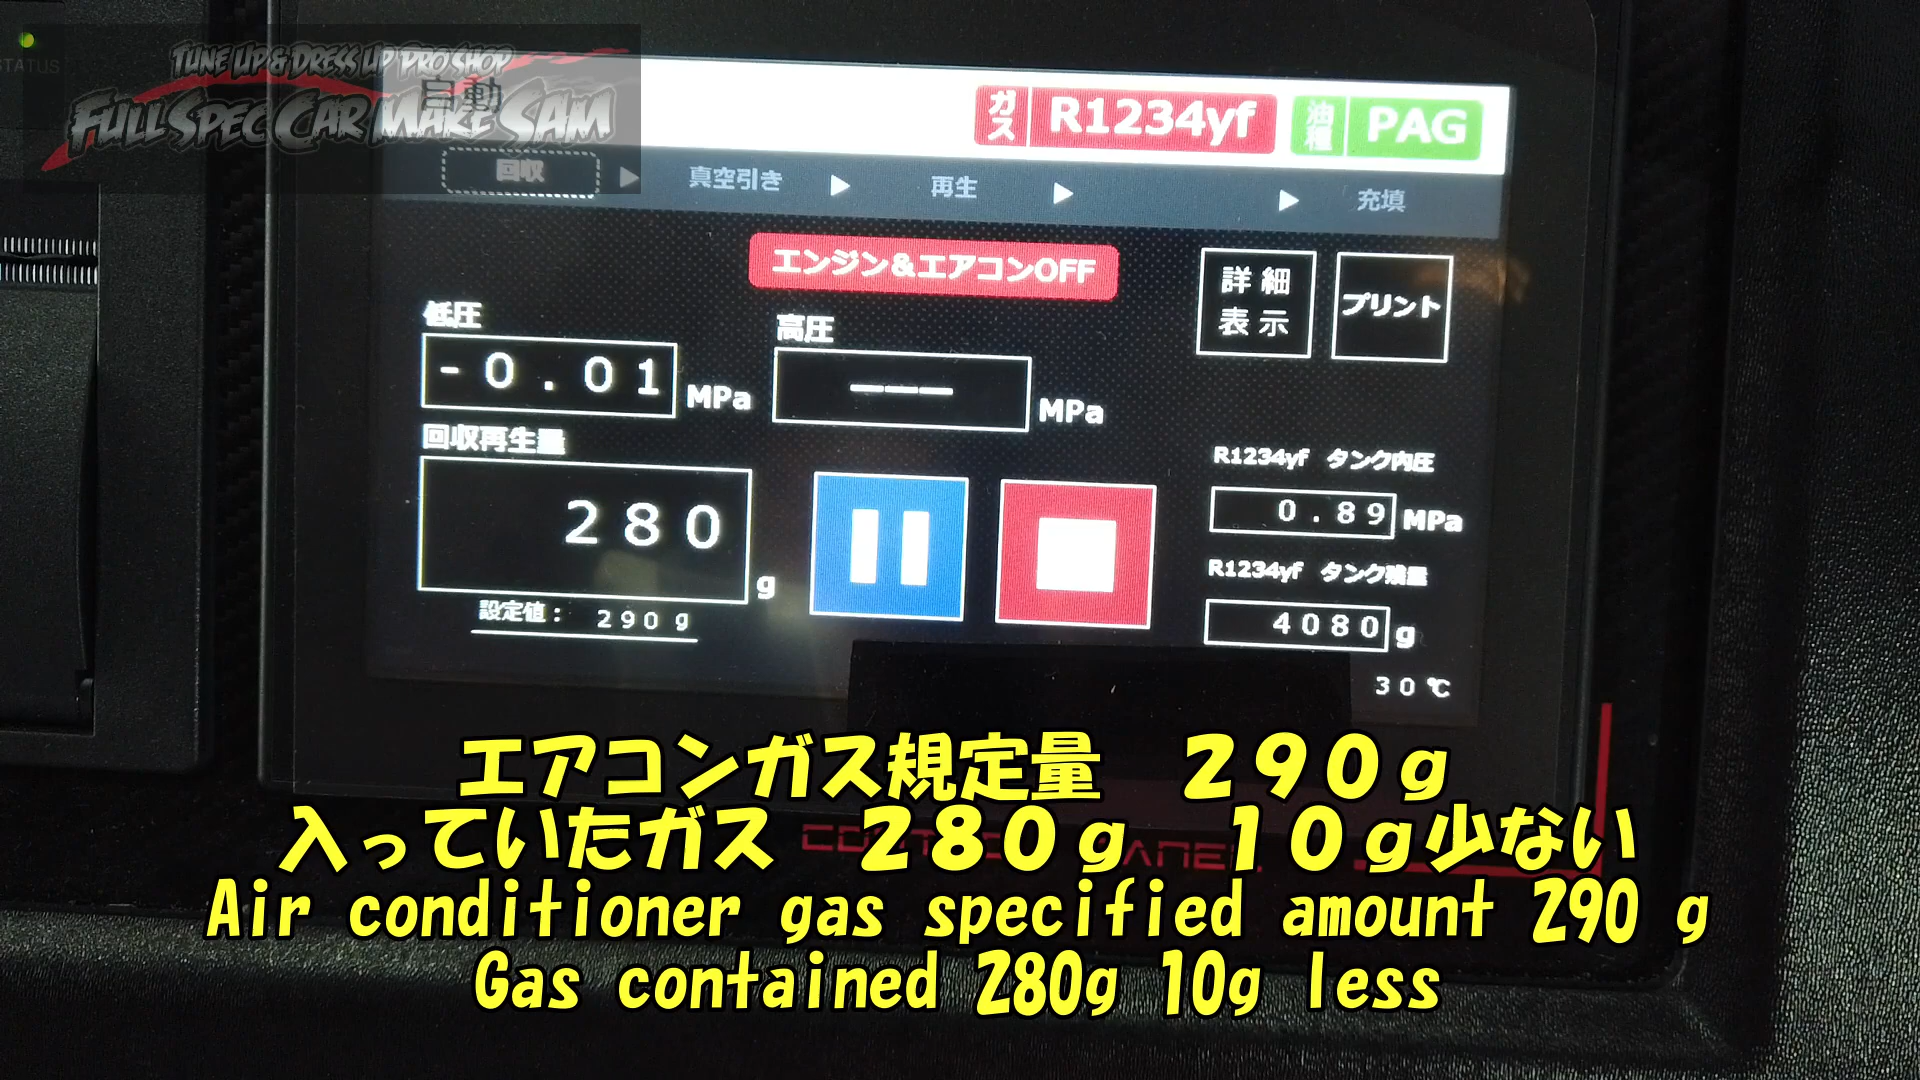 STATUS
TUNE UP & DRESS UP PRO SHOP
FULL SPEC CAR MAKE SAM
自動
ガス R1234yf 油種 PAG
回収 ▶ 真空引き ▶ 再生 ▶ ▶ 充填
エンジン&エアコンOFF
詳細表示
プリント
低圧
-0.01 MPa
高圧
--- MPa
回収再生量
280 g
設定値: 290g
R1234yf タンク内圧
0.89 MPa
R1234yf タンク残量
4080 g
30℃
エアコンガス規定量 290g
入っていたガス 280g 10g少ない
Air conditioner gas specified amount 290 g
Gas contained 280g 10g less